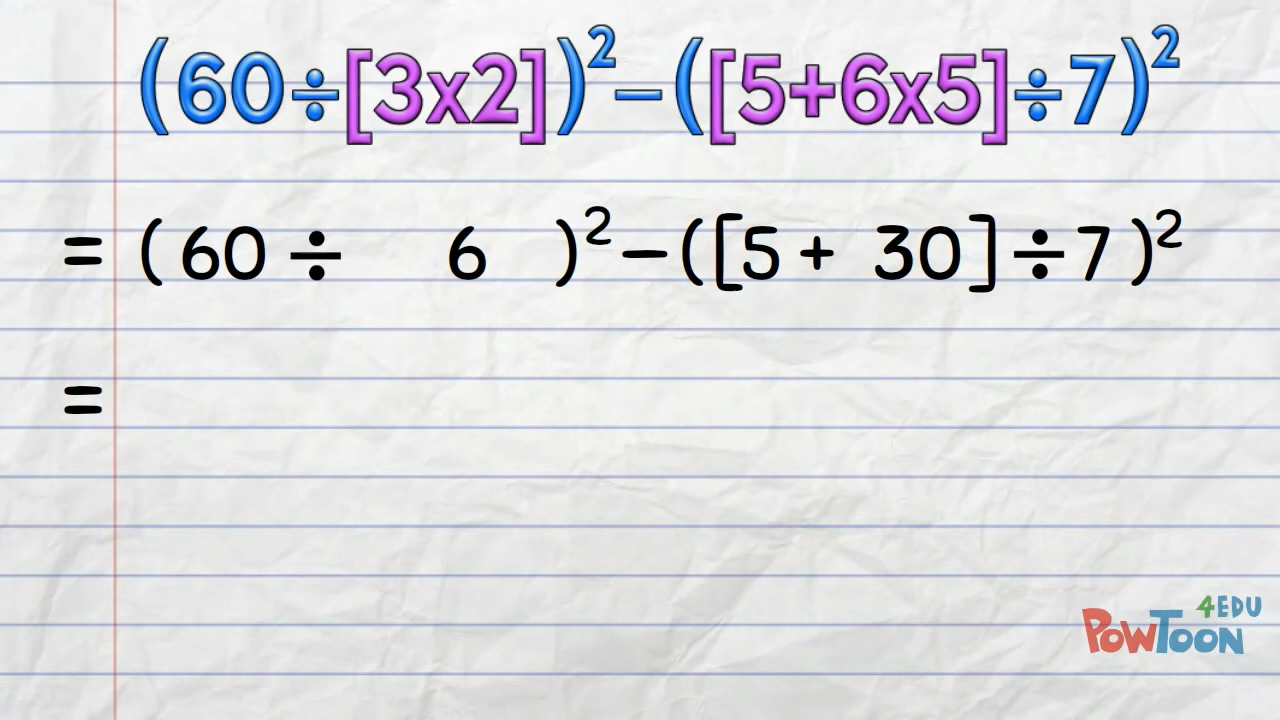 (60÷[3x2])²−([5+6x5]÷7)²
= (60 ÷ 6 )²−([5 + 30]÷7)²
=
4EDU
POWTOON